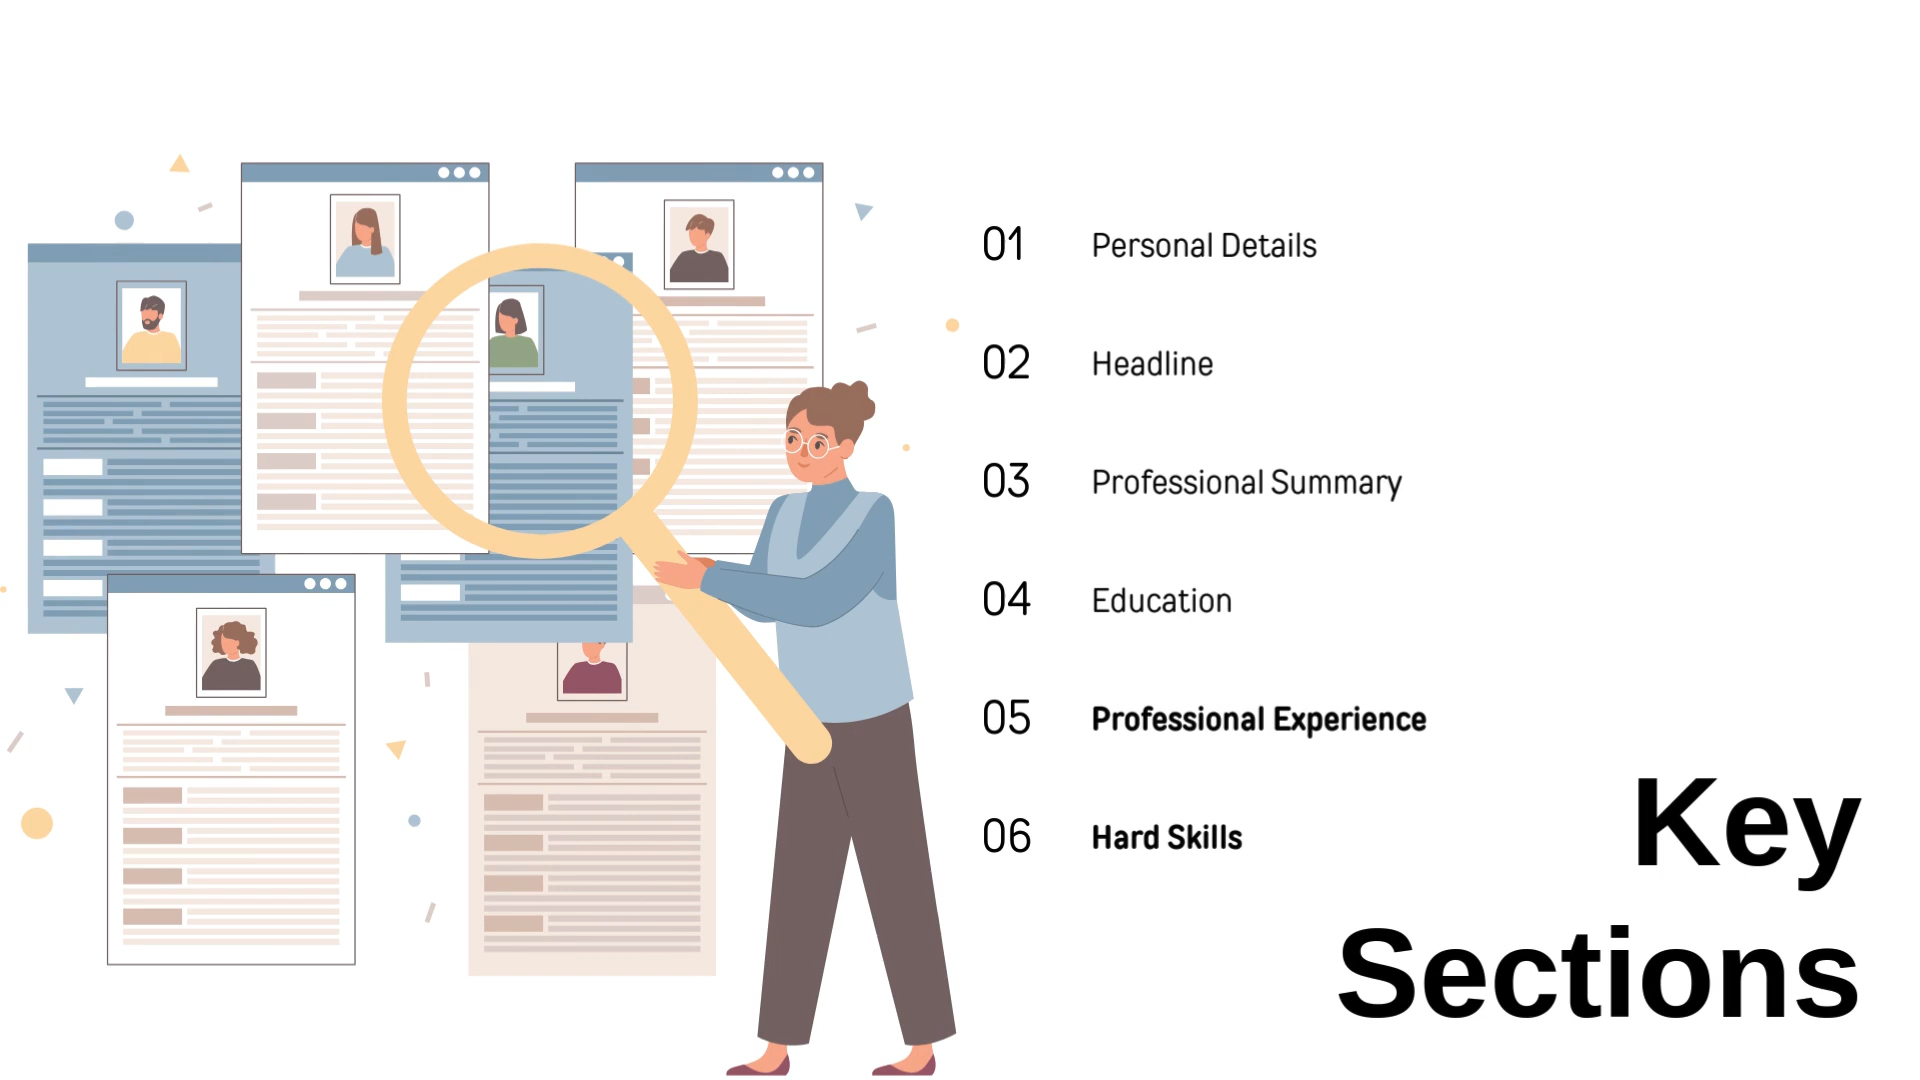 01 Personal Details
02 Headline
03 Professional Summary
04 Education
05 Professional Experience
06 Hard Skills
Key
Sections